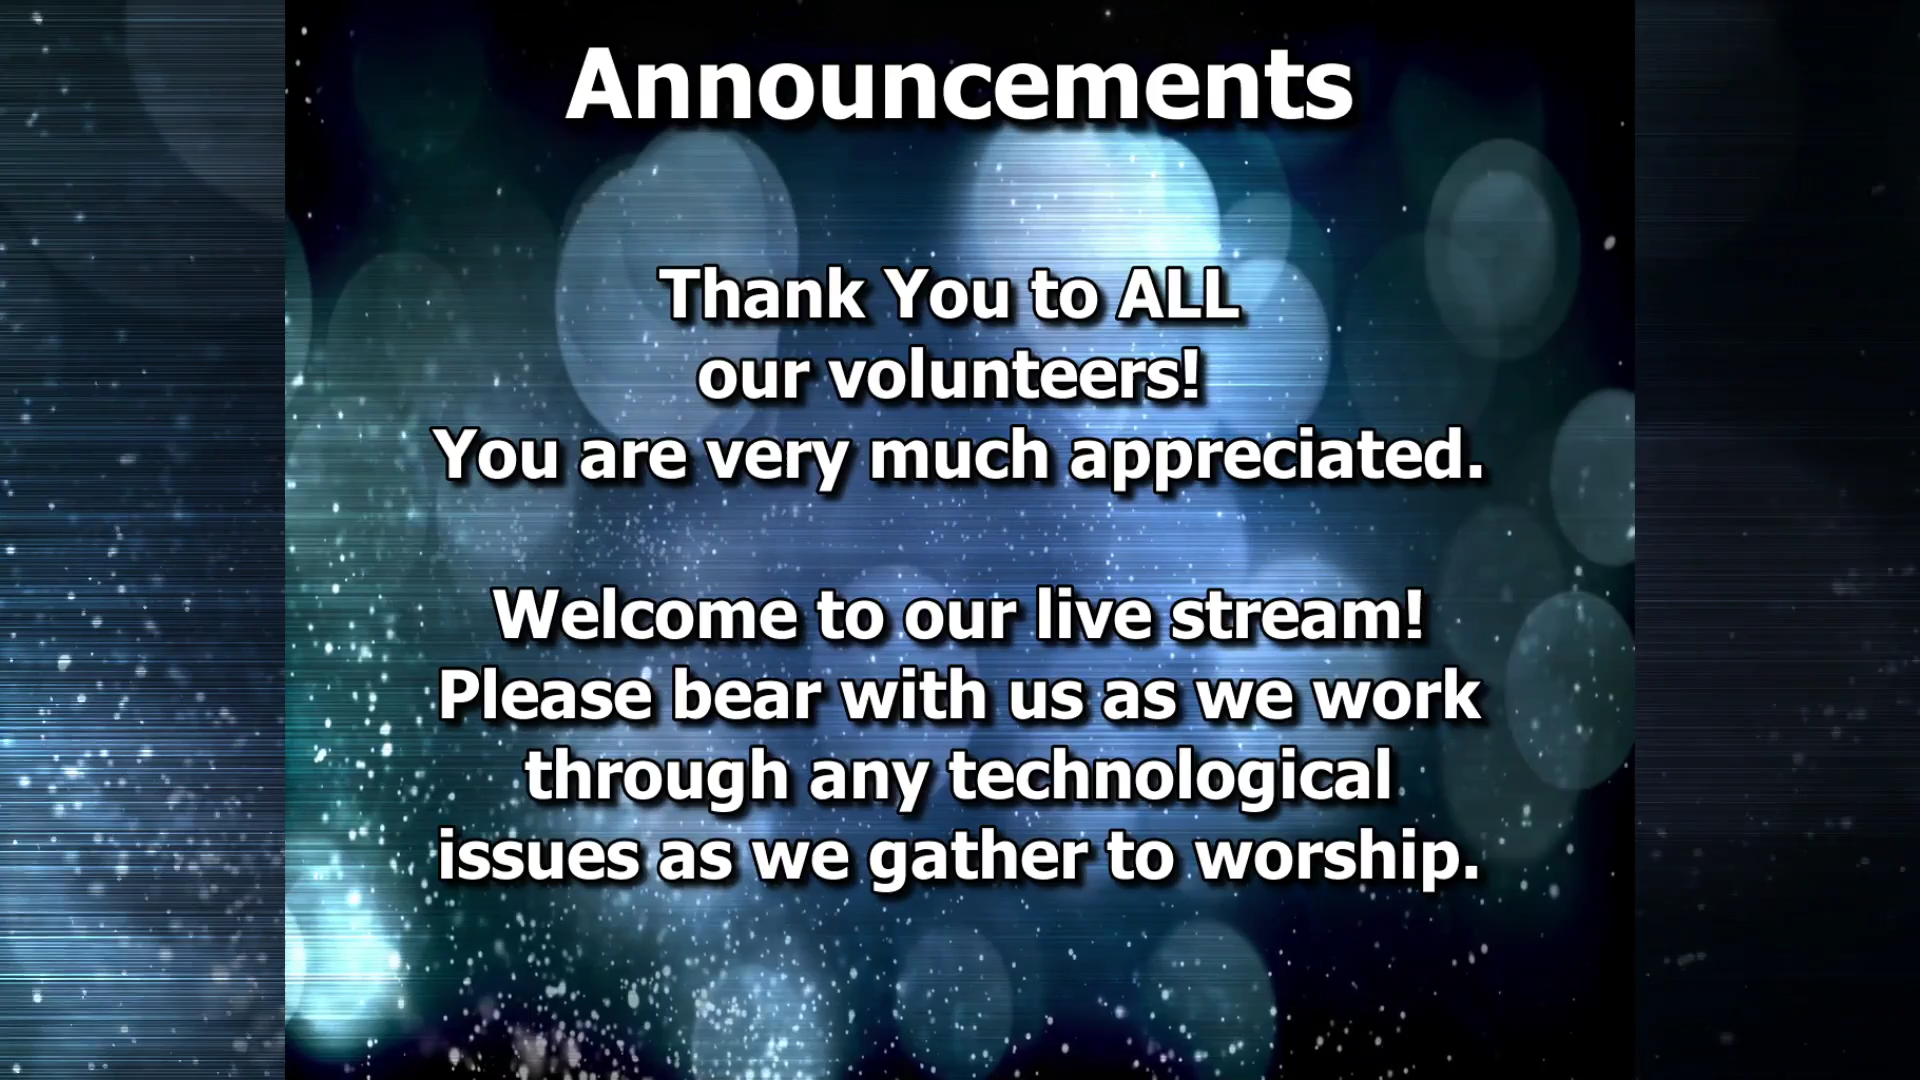 Announcements
Thank You to ALL
our volunteers!
You are very much appreciated.
Welcome to our live stream!
Please bear with us as we work
through any technological
issues as we gather to worship.